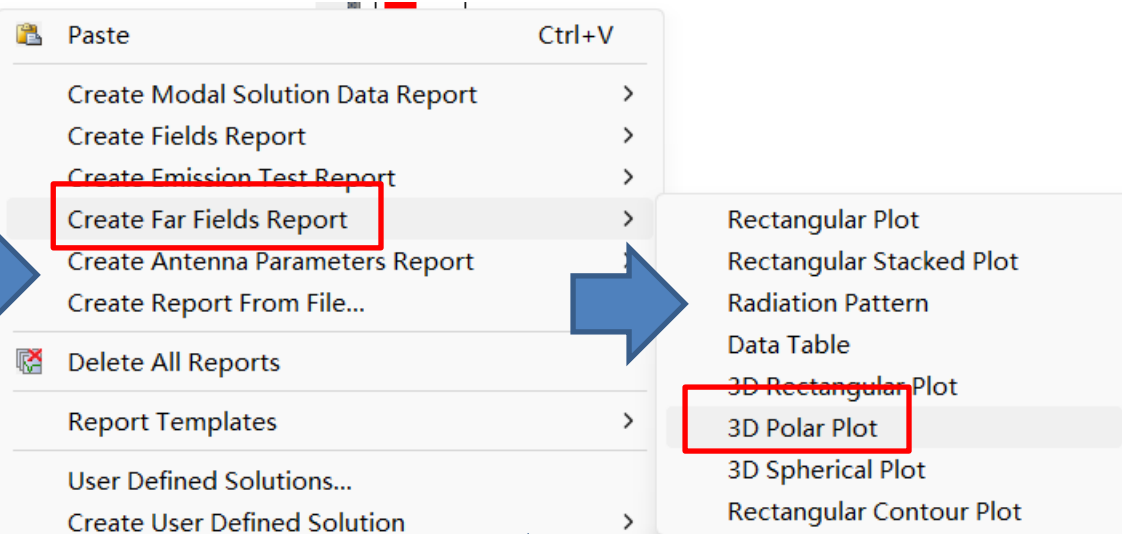 Paste Ctrl+V
Create Modal Solution Data Report
Create Fields Report
Create Emission Test Report
Create Far Fields Report
Create Antenna Parameters Report
Create Report From File...
Delete All Reports
Report Templates
User Defined Solutions...
Create User Defined Solution
Rectangular Plot
Rectangular Stacked Plot
Radiation Pattern
Data Table
3D Rectangular Plot
3D Polar Plot
3D Spherical Plot
Rectangular Contour Plot